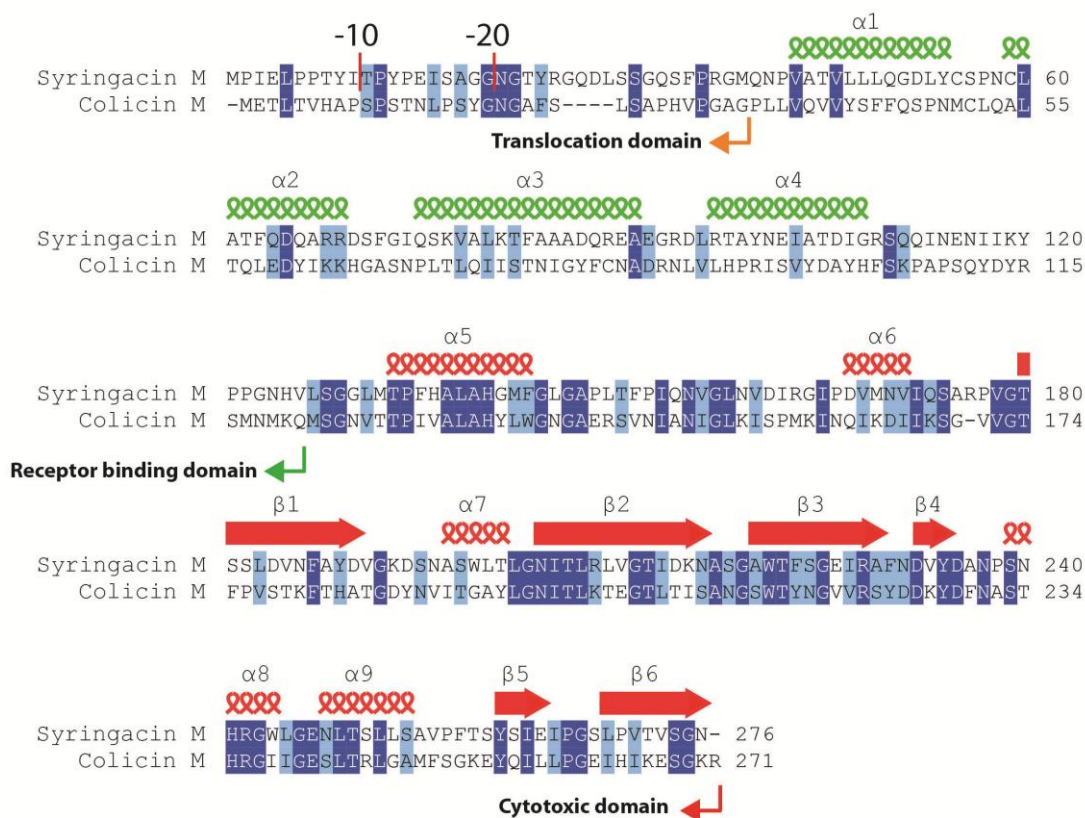 -10 -20 α1
Syringacin M MPIELPPTYITPYPEISAGGNGTYRGQDLSSGQSFPRGMQNPVATVLLLQGDLYCSPNCL 60
Colicin M -METLTVHAPSPSTNLPSYGNGAFS----LSAPHVPGAGPLLVQVVYSFFQSPNMCLQAL 55
Translocation domain
α2 α3 α4
Syringacin M ATFQDQARRDSFGIQSKVALKTFAAADQREAEGRDLRTAYNEIATDIGRSQQINENIIKY 120
Colicin M TQLEDYIKKHGASNPLTLQIISTNIGYFCNADRNLVLHPRISVYDAYHFSKPAPSQYDYR 115
α5 α6
Syringacin M PPGNHVLSGGLMTPFHALAHGMFGLGAPLTFPIQNVGLNVDIRGIPDVMNVIQSARPVGT 180
Colicin M SMNMKQMSGNVTTPIVALAHYLWGNGAERSVNIANIGLKISPMKINQIKDIIKSG-VVGT 174
Receptor binding domain
β1 α7 β2 β3 β4
Syringacin M SSLDVNFAYDVGKDSNASWLTLGNITLRLVGTIDKNASGAWTFSGEIRAFNDVYDANPSN 240
Colicin M FPVSTKFTHATGDYNVITGAYLGNITLKTEGTLTISANGSWTYNGVVRSYDDKYDFNAST 234
α8 α9 β5 β6
Syringacin M HRGWLGENLTSLLSAVPFTSYSIEIPGSLPVTVSGN- 276
Colicin M HRGIIGESLTRLGAMFSGKEYQILLPGEIHIKESGKR 271
Cytotoxic domain